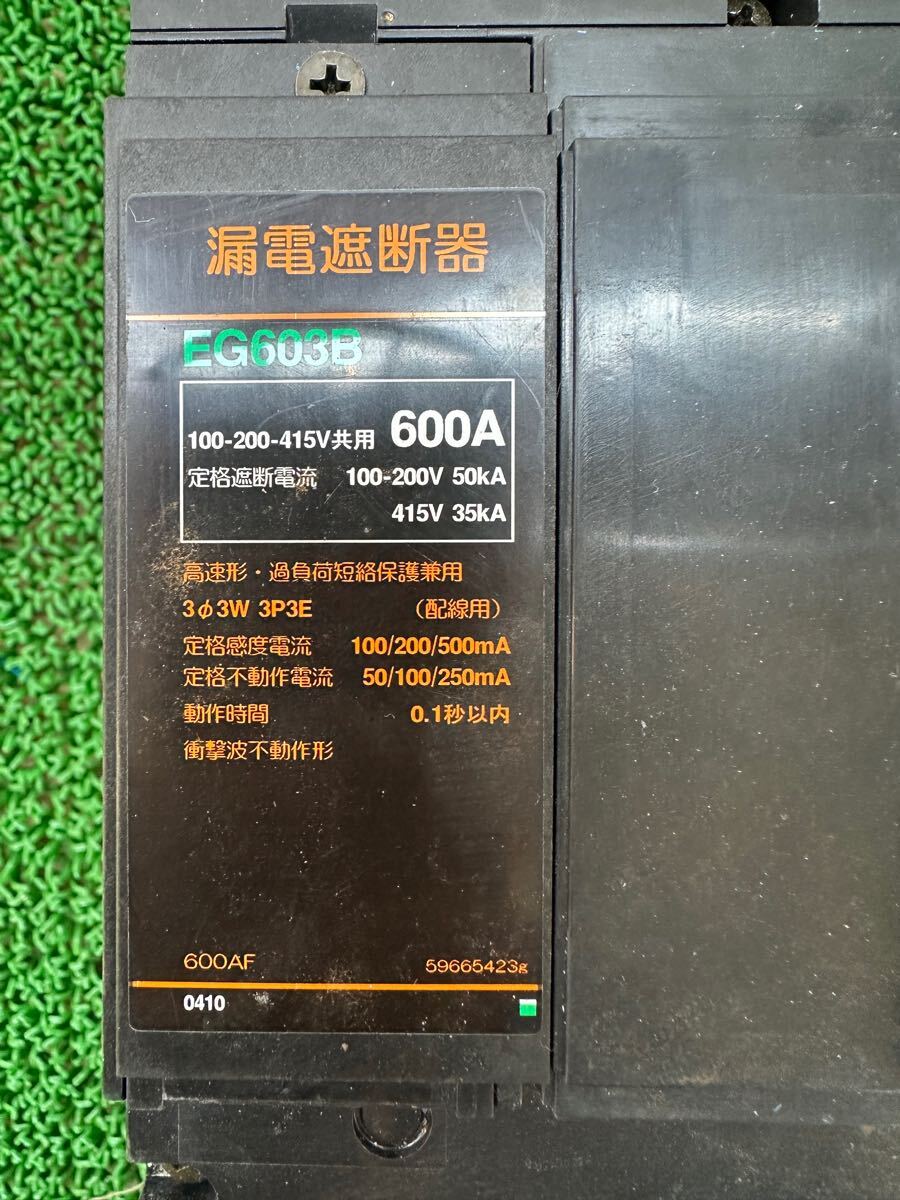 漏電遮断器
EG603B
100-200-415V共用 600A
定格遮断電流 100-200V 50kA
415V 35kA
高速形・過負荷短絡保護兼用
3φ3W 3P3E (配線用)
定格感度電流 100/200/500mA
定格不動作電流 50/100/250mA
動作時間 0.1秒以内
衝撃波不動作形
600AF 59665423g
0410